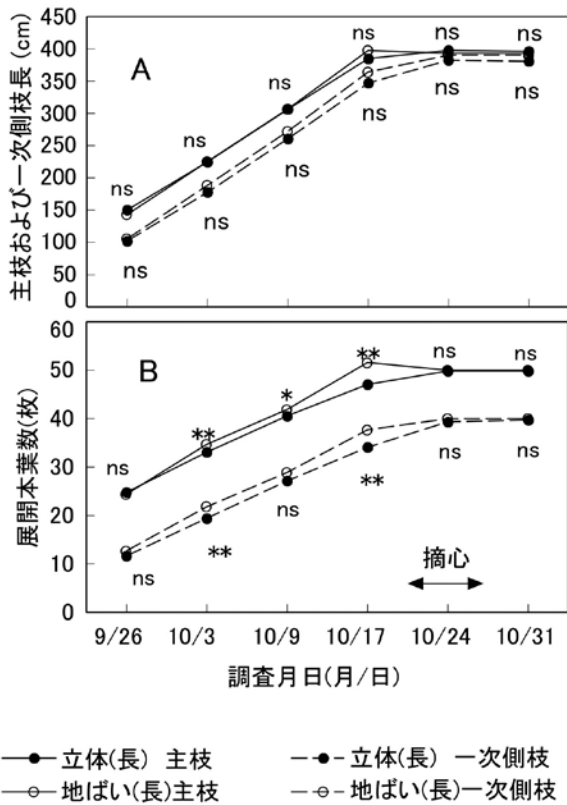 主枝および一次側枝長 (cm)
450
400
350
300
250
200
150
100
50
0
A
ns ns ns ns ns ns
ns ns ns ns ns ns
展開本葉数(枚)
60
50
40
30
20
10
0
B
ns ** * ** ns ns
ns ** ns ** ns ns
摘心
9/26 10/3 10/9 10/17 10/24 10/31
調査月日(月/日)
立体(長) 主枝 立体(長) 一次側枝
地ばい(長)主枝 地ばい(長)一次側枝